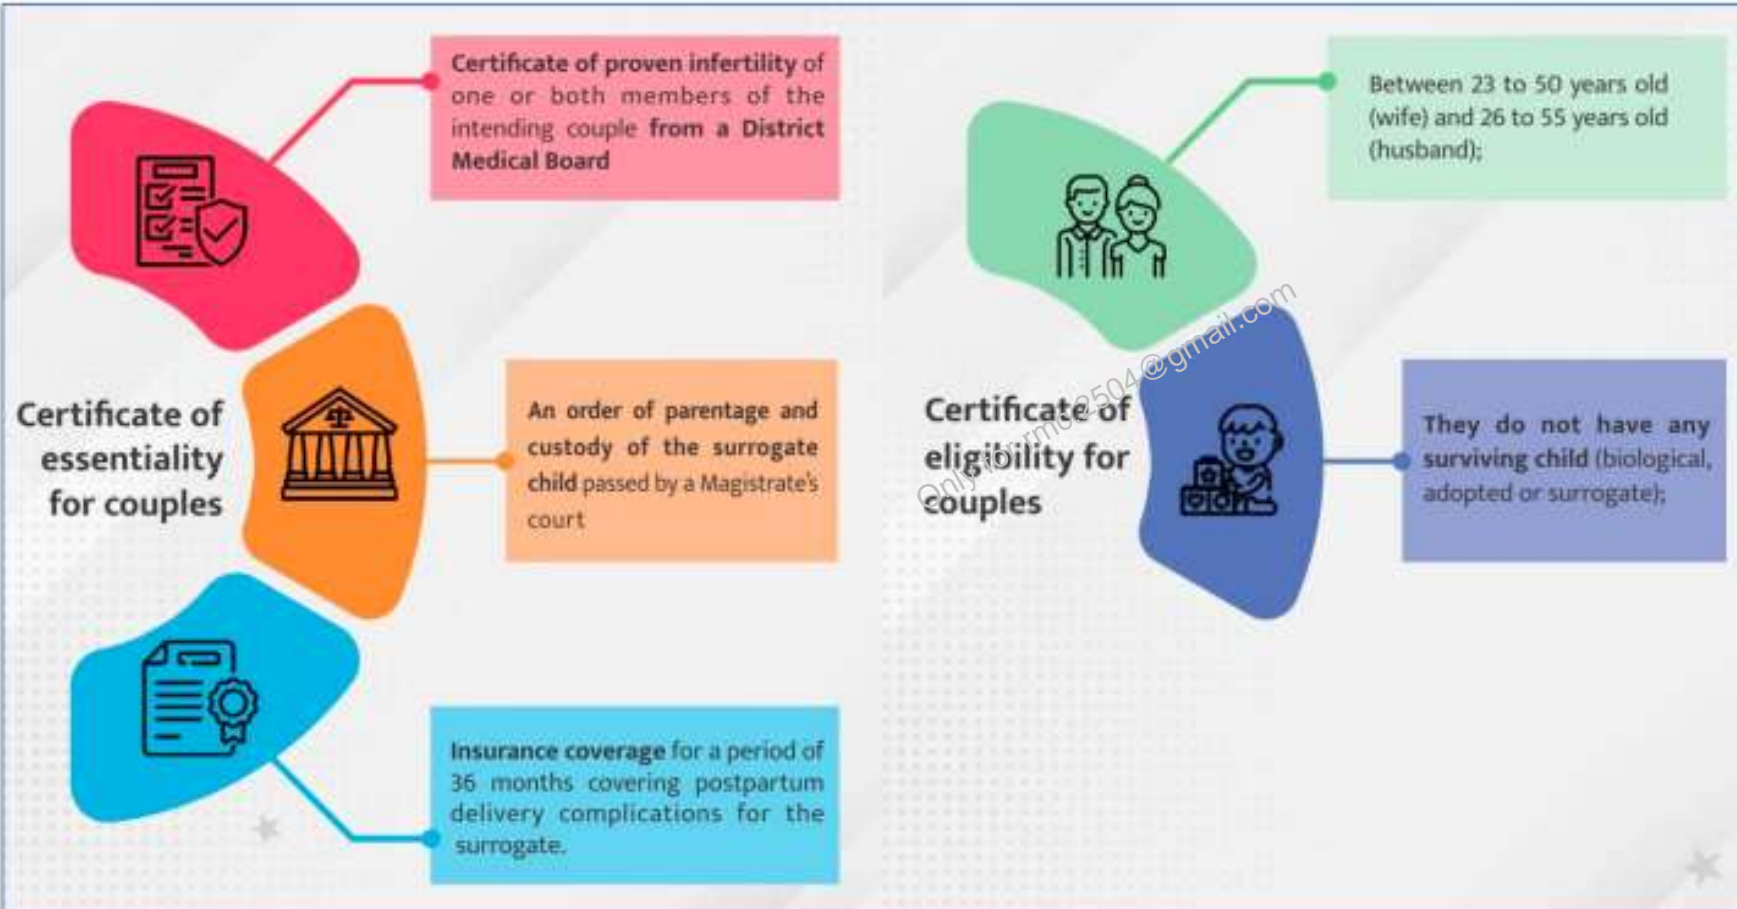 Certificate of proven infertility of
one or both members of the
intending couple from a District
Medical Board
Certificate of
essentiality
for couples
An order of parentage and
custody of the surrogate
child passed by a Magistrate's
court
Insurance coverage for a period of
36 months covering postpartum
delivery complications for the
surrogate.
Between 23 to 50 years old
(wife) and 26 to 55 years old
(husband);
Certificate of
eligibility for
couples
They do not have any
surviving child (biological,
adopted or surrogate);